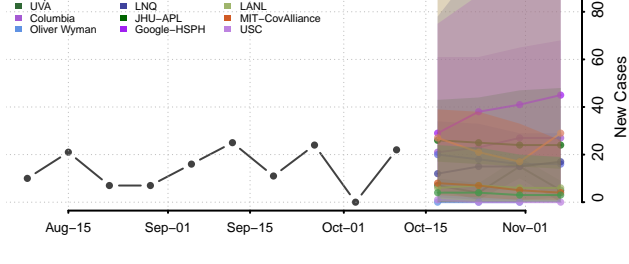 UVA LNQ LANL
Columbia JHU−APL MIT−CovAlliance
Oliver Wyman Google−HSPH USC
80
60
40
20
0
New Cases
Aug−15 Sep−01 Sep−15 Oct−01 Oct−15 Nov−01